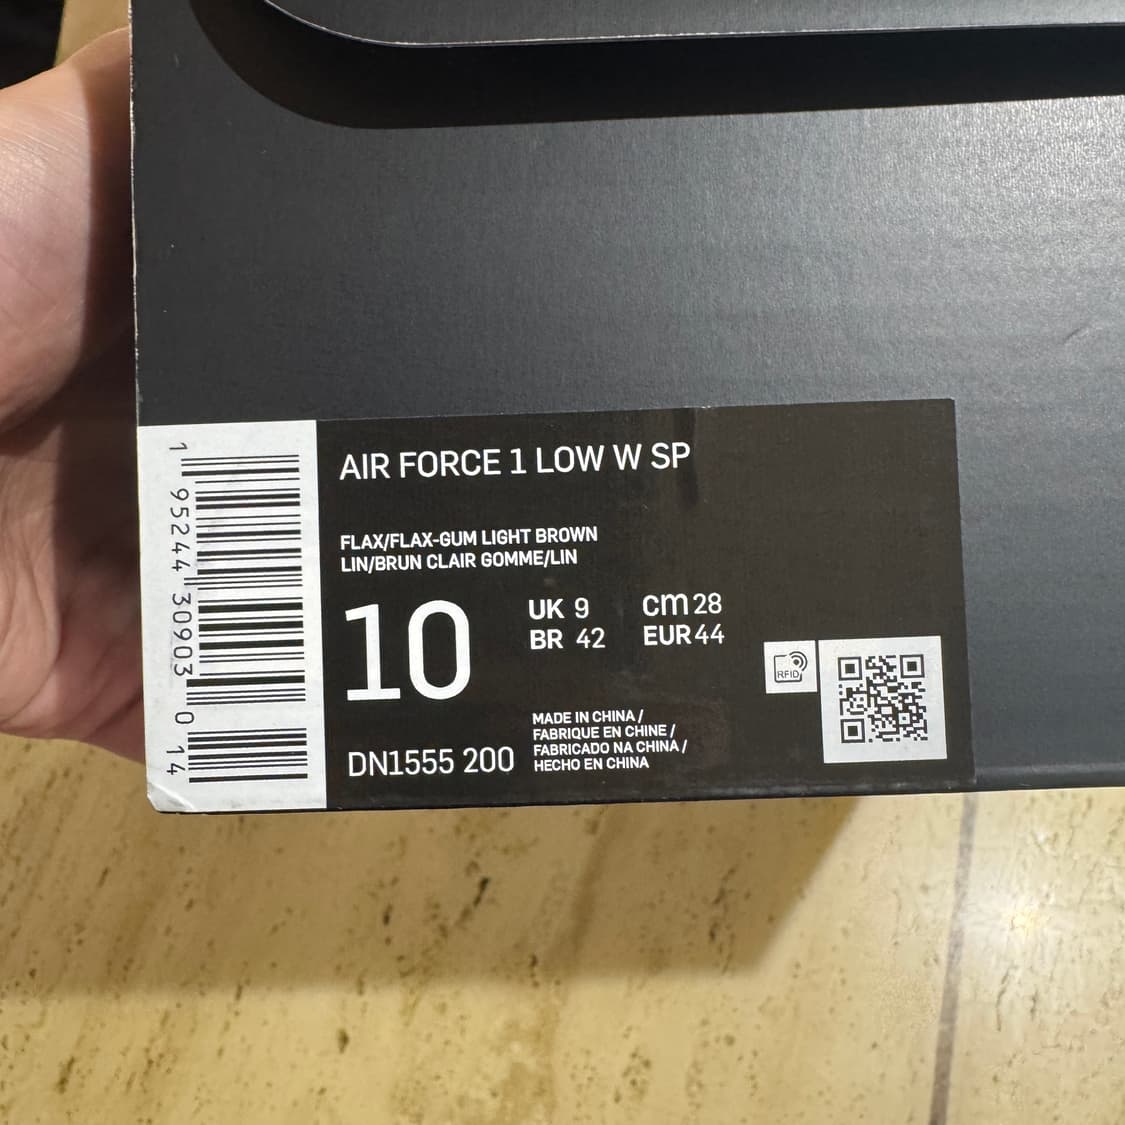 1 95244 30903 0 14
AIR FORCE 1 LOW W SP
FLAX/FLAX-GUM LIGHT BROWN
LIN/BRUN CLAIR GOMME/LIN
10
UK 9
cm 28
BR 42
EUR 44
RFID
DN1555 200
MADE IN CHINA /
FABRIQUE EN CHINE /
FABRICADO NA CHINA /
HECHO EN CHINA